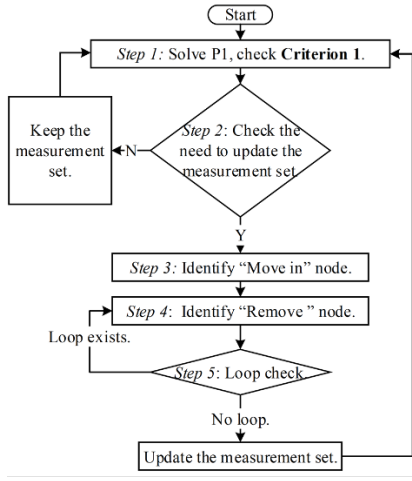 Start
Step 1: Solve P1, check Criterion 1.
Keep the
measurement
set.
N
Step 2: Check the
need to update the
measurement set.
Y
Step 3: Identify “Move in” node.
Step 4:  Identify “Remove ” node.
Loop exists.
Step 5: Loop check.
No loop.
Update the measurement set.